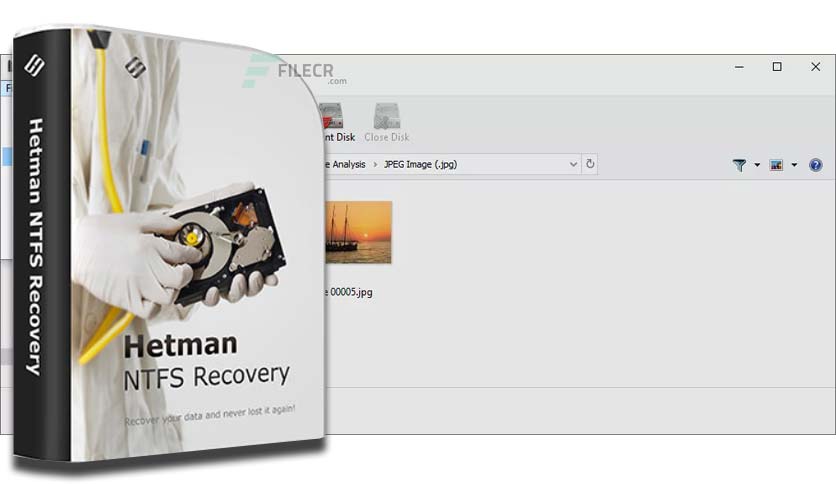 FILECR
.com
F
nt Disk
Close Disk
e Analysis
JPEG Image (.jpg)
e 00005.jpg
Hetman NTFS Recovery
Hetman
NTFS Recovery
Recover your data and never lost it again!